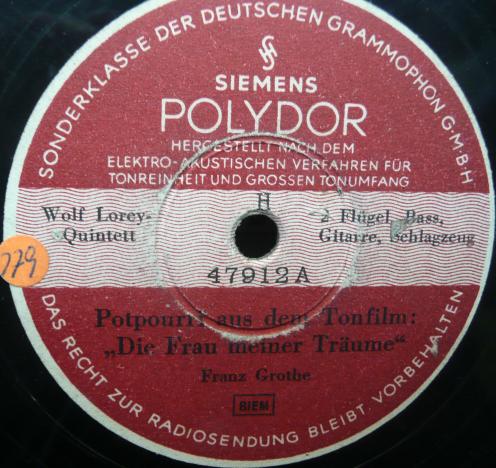 SONDERKLASSE DER DEUTSCHEN GRAMMOPHON G·M·B·H
SIEMENS
POLYDOR
HERGESTELLT NACH DEM
ELEKTRO-AKUSTISCHEN VERFAHREN FÜR
TONREINHEIT UND GROSSEN TONUMFANG
H
Wolf Lorey-
Quintett
2 Flügel, Bass,
Gitarre, Schlagzeug
779
47912 A
Potpourri aus dem Tonfilm:
„Die Frau meiner Träume“
Franz Grothe
BIEM
DAS RECHT ZUR RADIOSENDUNG BLEIBT VORBEHALTEN